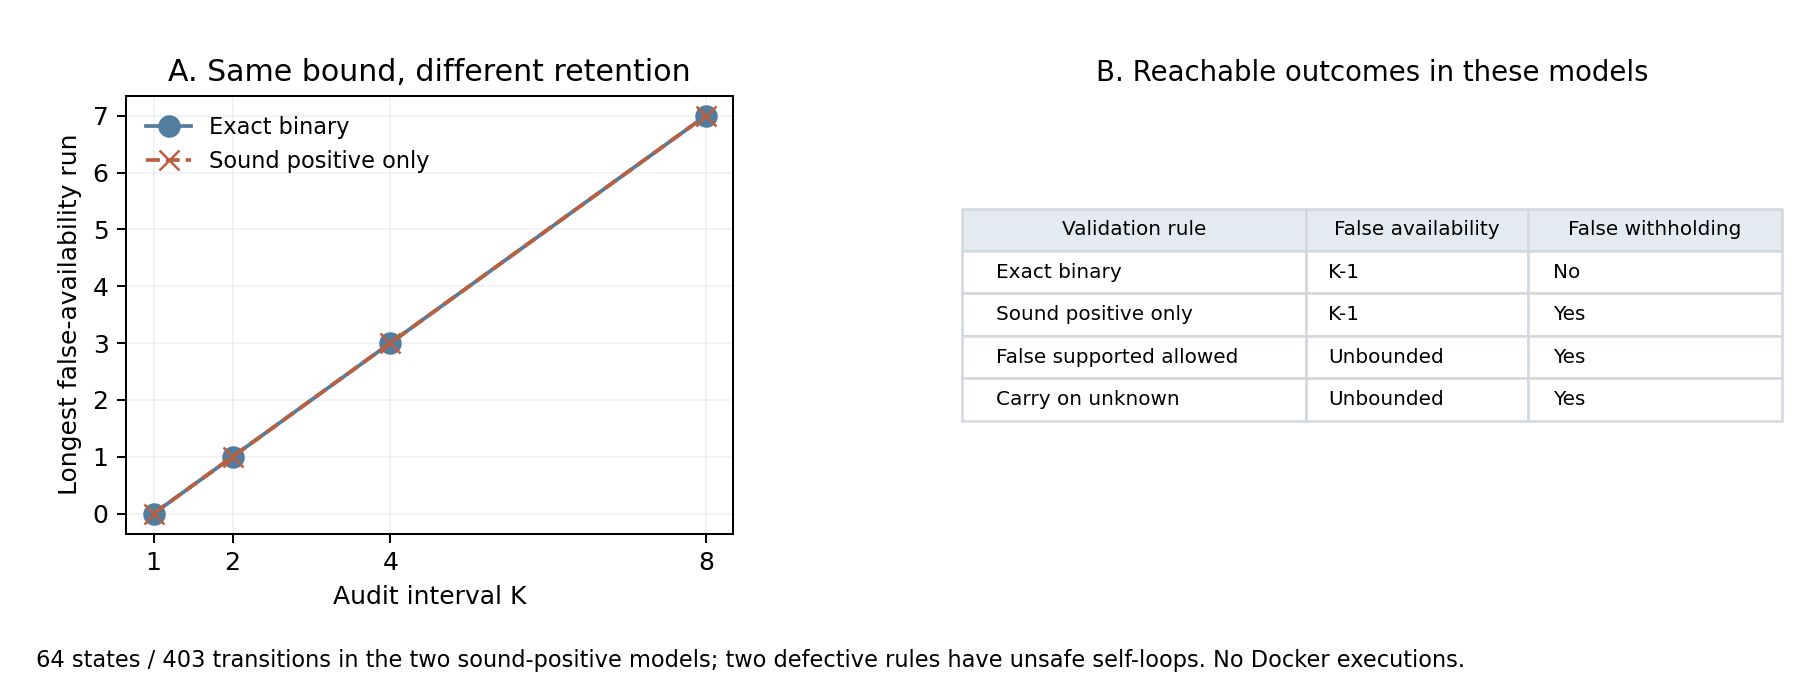 A. Same bound, different retention
Exact binary
Sound positive only
Longest false-availability run
7
6
5
4
3
2
1
0
1 2 4 8
Audit interval K
B. Reachable outcomes in these models
Validation rule False availability False withholding
Exact binary K-1 No
Sound positive only K-1 Yes
False supported allowed Unbounded Yes
Carry on unknown Unbounded Yes
64 states / 403 transitions in the two sound-positive models; two defective rules have unsafe self-loops. No Docker executions.